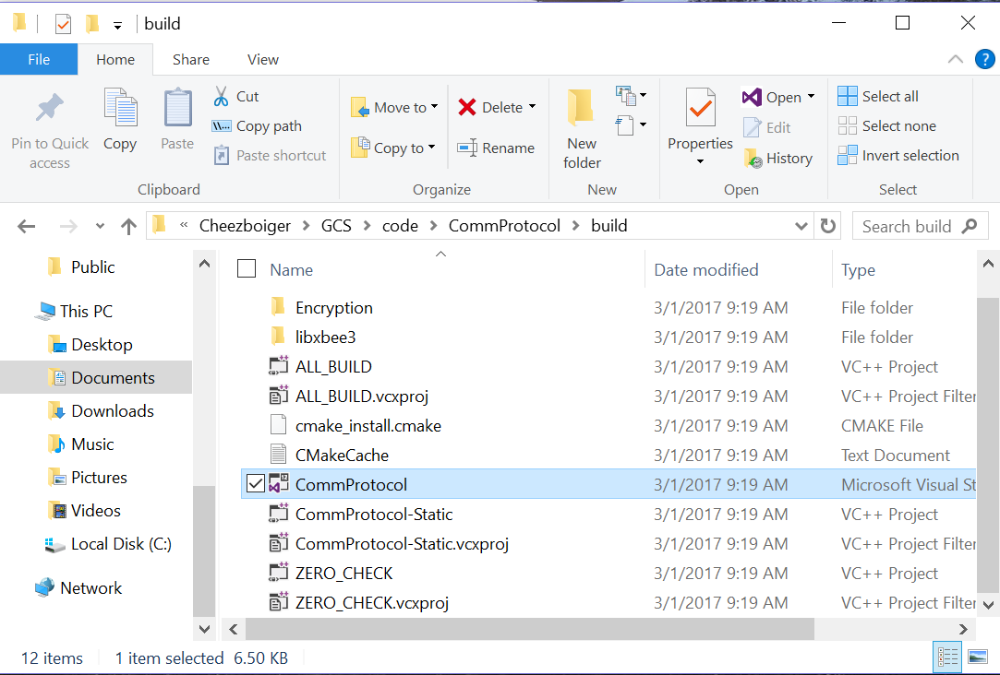 build
File Home Share View
Pin to Quick access
Copy
Paste
Cut
Copy path
Paste shortcut
Clipboard
Move to
Copy to
Delete
Rename
Organize
New folder
New
Properties
Open
Edit
History
Open
Select all
Select none
Invert selection
Select
« Cheezboiger > GCS > code > CommProtocol > build
Search build
Public
This PC
Desktop
Documents
Downloads
Music
Pictures
Videos
Local Disk (C:)
Network
Name Date modified Type
Encryption 3/1/2017 9:19 AM File folder
libxbee3 3/1/2017 9:19 AM File folder
ALL_BUILD 3/1/2017 9:19 AM VC++ Project
ALL_BUILD.vcxproj 3/1/2017 9:19 AM VC++ Project Filter
cmake_install.cmake 3/1/2017 9:19 AM CMAKE File
CMakeCache 3/1/2017 9:19 AM Text Document
CommProtocol 3/1/2017 9:19 AM Microsoft Visual St
CommProtocol-Static 3/1/2017 9:19 AM VC++ Project
CommProtocol-Static.vcxproj 3/1/2017 9:19 AM VC++ Project Filter
ZERO_CHECK 3/1/2017 9:19 AM VC++ Project
ZERO_CHECK.vcxproj 3/1/2017 9:19 AM VC++ Project Filter
12 items 1 item selected 6.50 KB